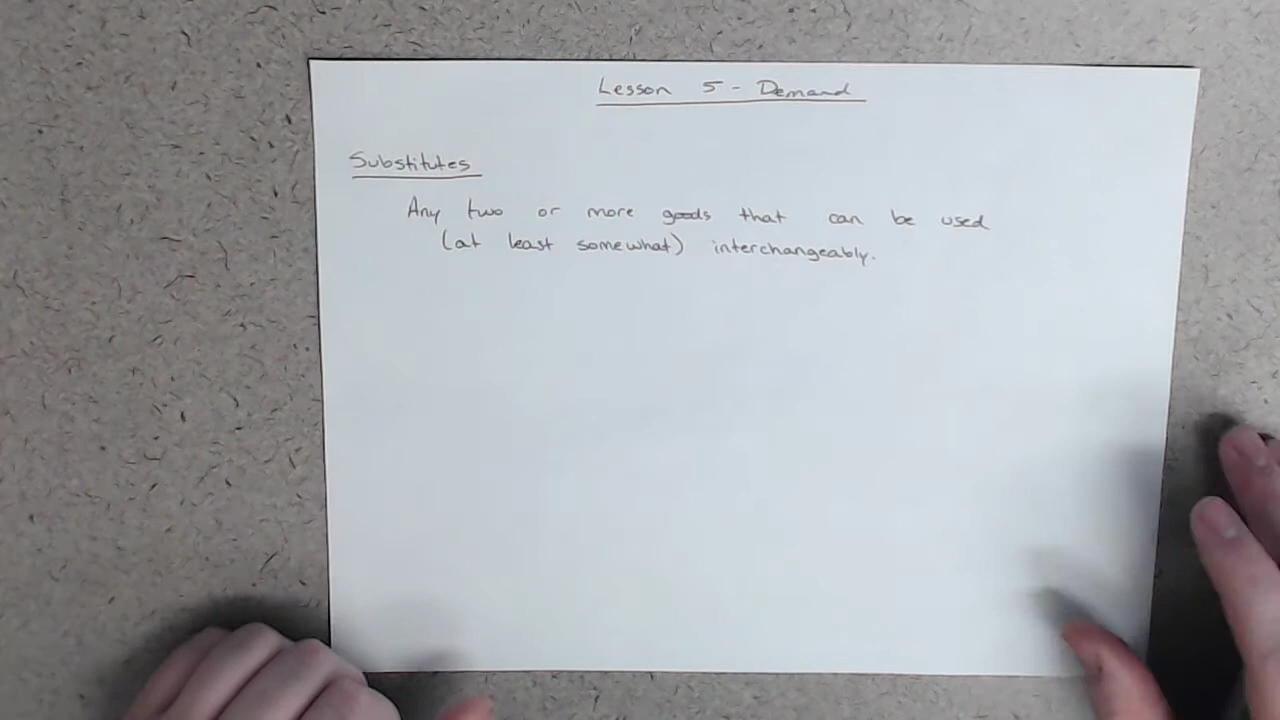 Lesson 5 - Demand
Substitutes
Any two or more goods that can be used
(at least somewhat) interchangeably.